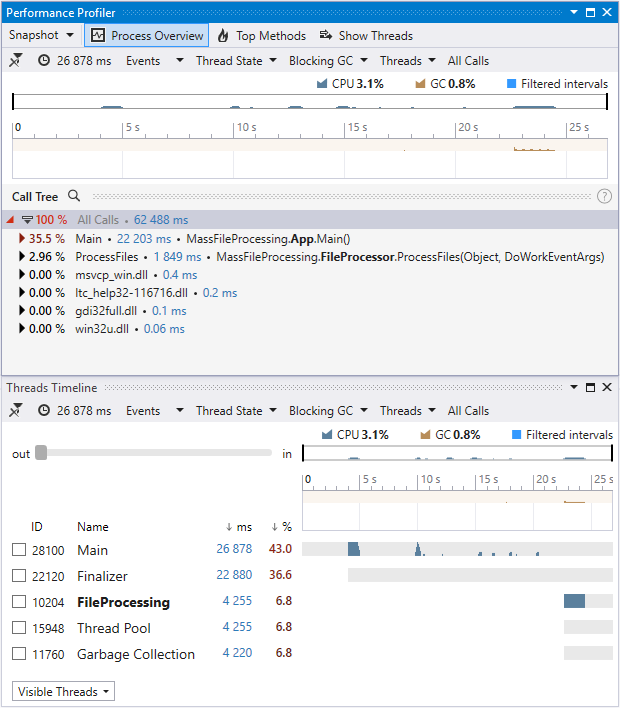 Performance Profiler
Snapshot Process Overview Top Methods Show Threads
26 878 ms Events Thread State Blocking GC Threads All Calls
CPU 3.1% GC 0.8% Filtered intervals
0 5 s 10 s 15 s 20 s 25 s
Call Tree ?
100 % All Calls • 62 488 ms
35.5 % Main • 22 203 ms • MassFileProcessing.App.Main()
2.96 % ProcessFiles • 1 849 ms • MassFileProcessing.FileProcessor.ProcessFiles(Object, DoWorkEventArgs)
0.00 % msvcp_win.dll • 0.4 ms
0.00 % ltc_help32-116716.dll • 0.2 ms
0.00 % gdi32full.dll • 0.1 ms
0.00 % win32u.dll • 0.06 ms
Threads Timeline
26 878 ms Events Thread State Blocking GC Threads All Calls
CPU 3.1% GC 0.8% Filtered intervals
out in
0 5 s 10 s 15 s 20 s 25 s
ID Name ↓ ms ↓ %
28100 Main 26 878 43.0
22120 Finalizer 22 880 36.6
10204 FileProcessing 4 255 6.8
15948 Thread Pool 4 255 6.8
11760 Garbage Collection 4 220 6.8
Visible Threads